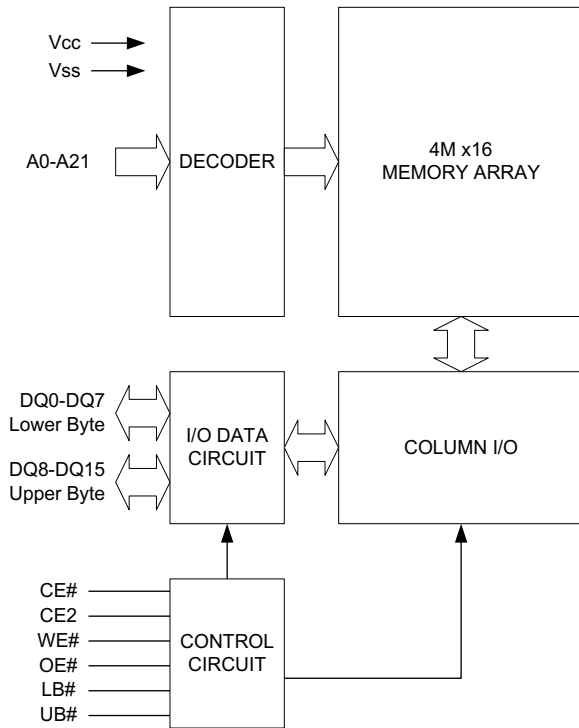 Vcc
Vss
A0-A21
DECODER
4M x16
MEMORY ARRAY
DQ0-DQ7
Lower Byte
DQ8-DQ15
Upper Byte
I/O DATA
CIRCUIT
COLUMN I/O
CE#
CE2
WE#
OE#
LB#
UB#
CONTROL
CIRCUIT